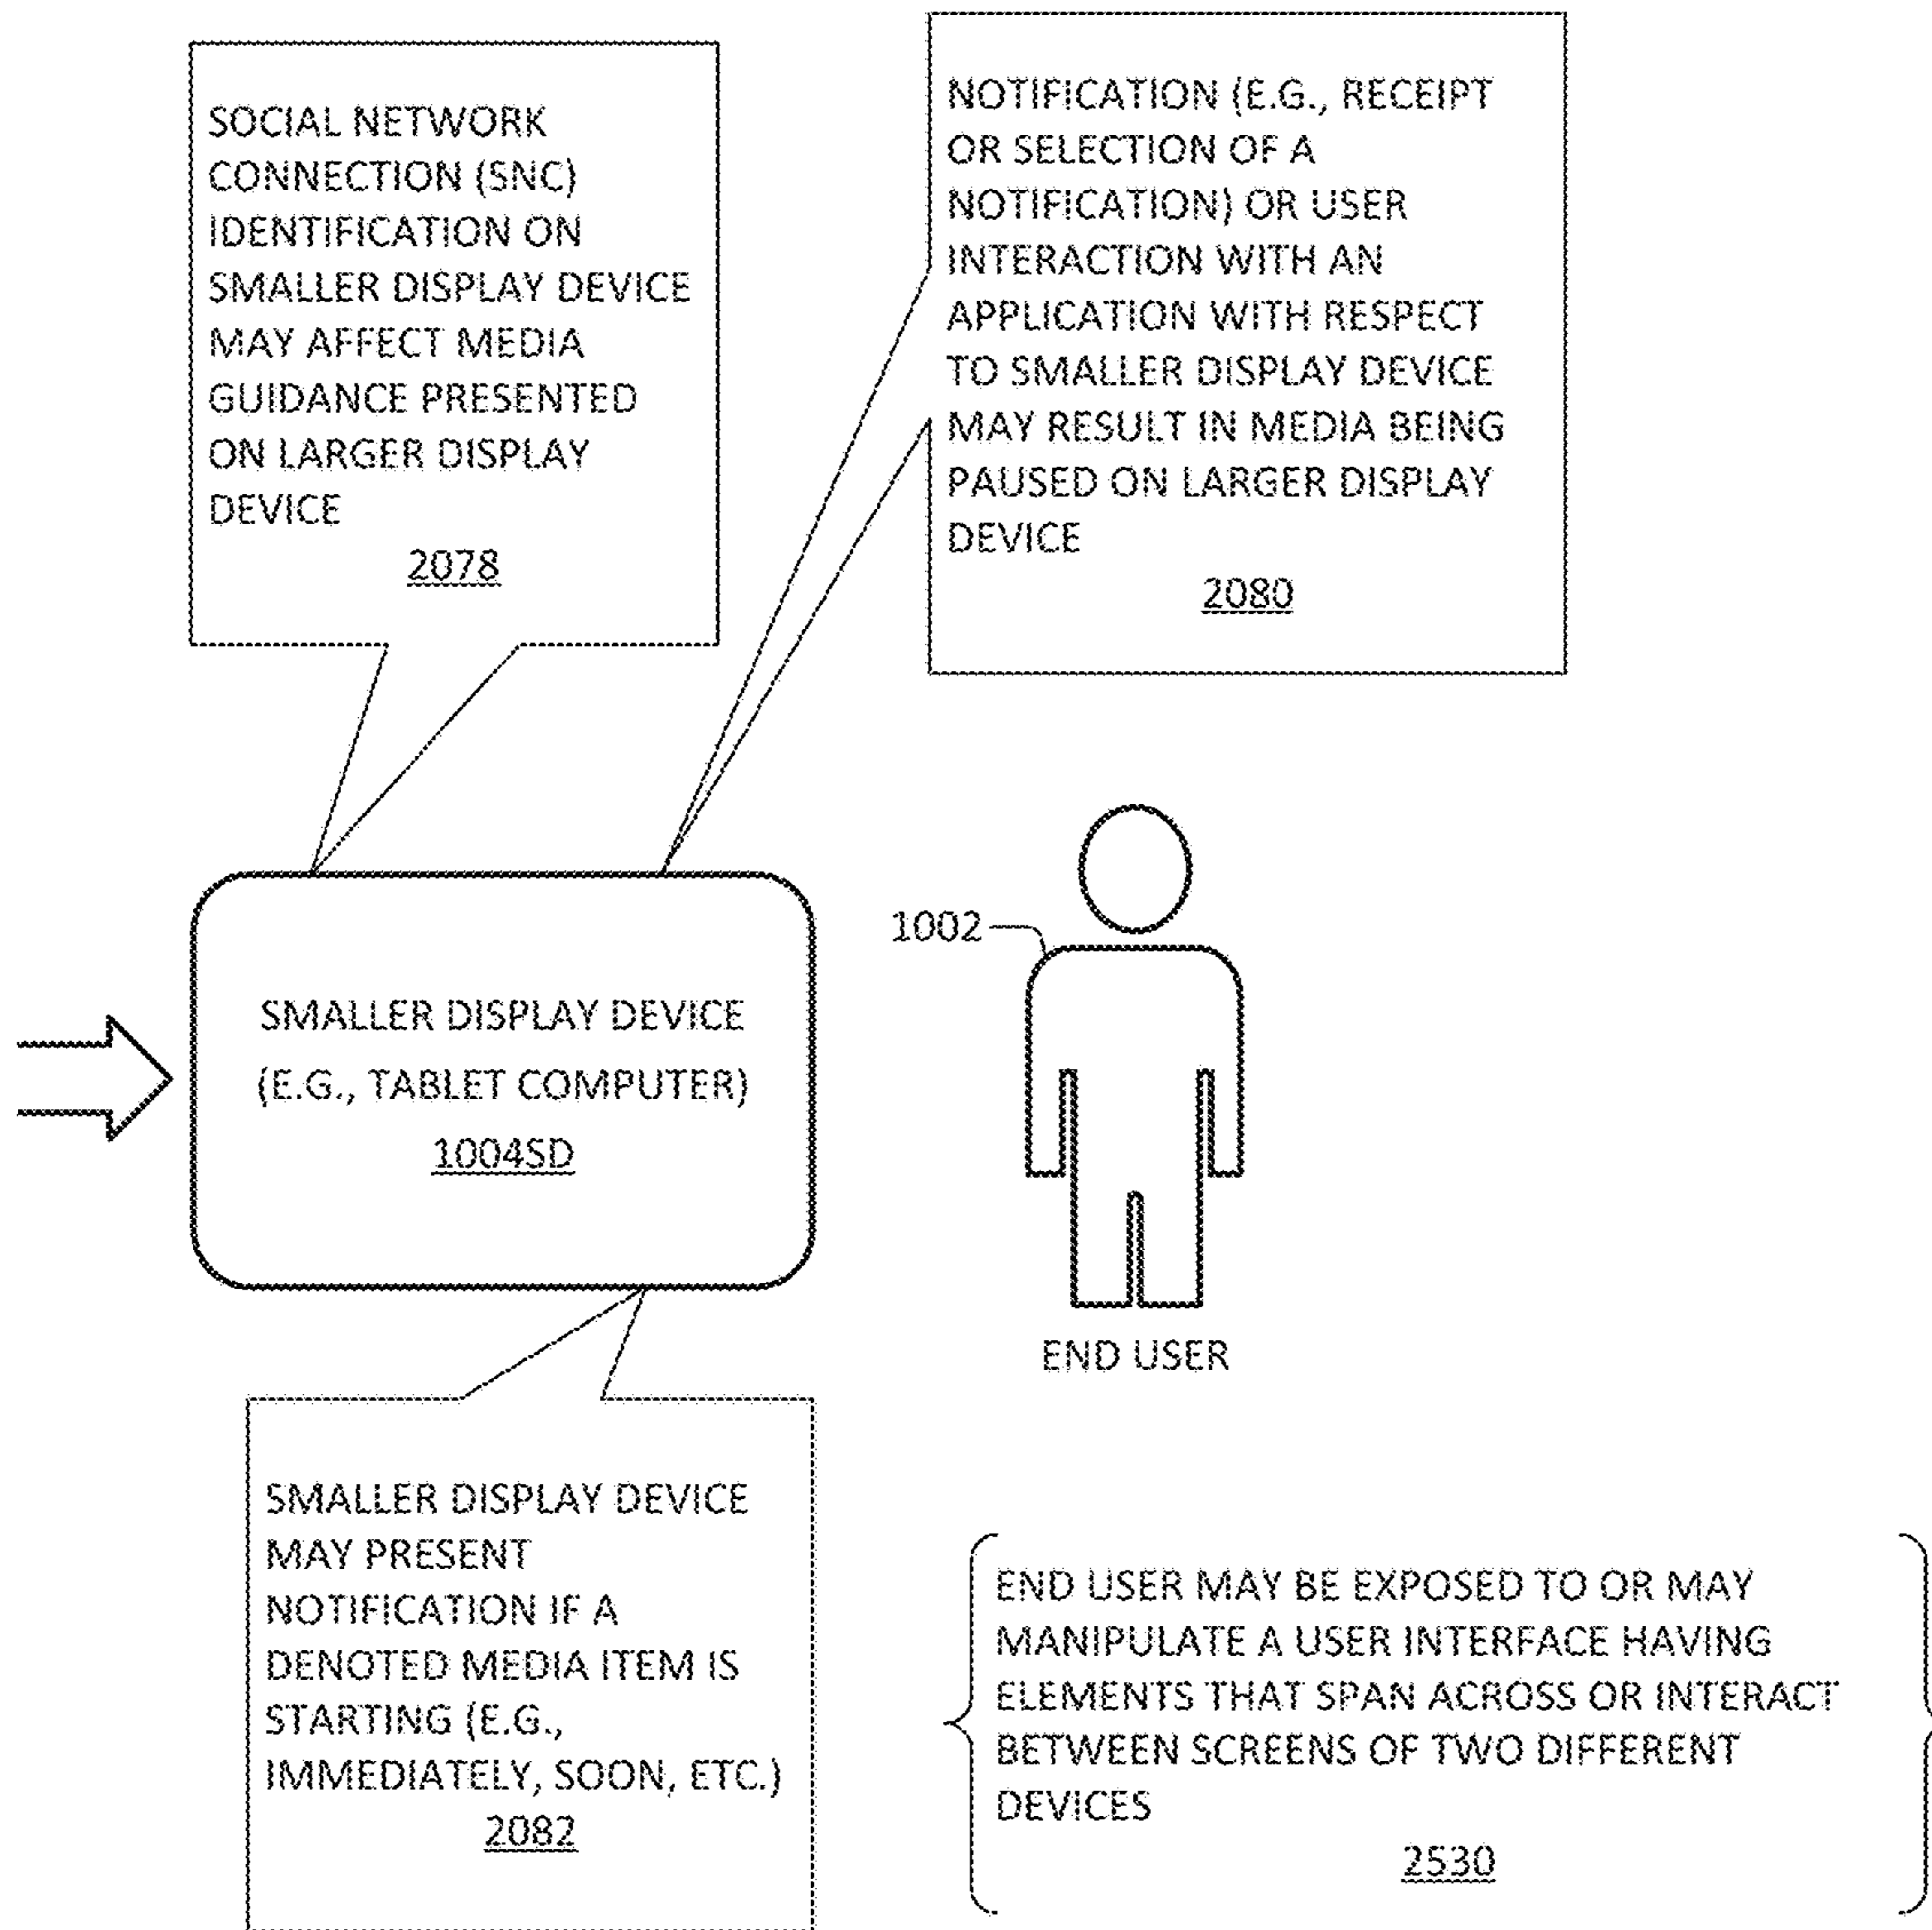 SOCIAL NETWORK
CONNECTION (SNC)
IDENTIFICATION ON
SMALLER DISPLAY DEVICE
MAY AFFECT MEDIA
GUIDANCE PRESENTED
ON LARGER DISPLAY
DEVICE
2078
NOTIFICATION (E.G., RECEIPT
OR SELECTION OF A
NOTIFICATION) OR USER
INTERACTION WITH AN
APPLICATION WITH RESPECT
TO SMALLER DISPLAY DEVICE
MAY RESULT IN MEDIA BEING
PAUSED ON LARGER DISPLAY
DEVICE
2080
SMALLER DISPLAY DEVICE
(E.G., TABLET COMPUTER)
1004SD
1002
END USER
SMALLER DISPLAY DEVICE
MAY PRESENT
NOTIFICATION IF A
DENOTED MEDIA ITEM IS
STARTING (E.G.,
IMMEDIATELY, SOON, ETC.)
2082
END USER MAY BE EXPOSED TO OR MAY
MANIPULATE A USER INTERFACE HAVING
ELEMENTS THAT SPAN ACROSS OR INTERACT
BETWEEN SCREENS OF TWO DIFFERENT
DEVICES
2530